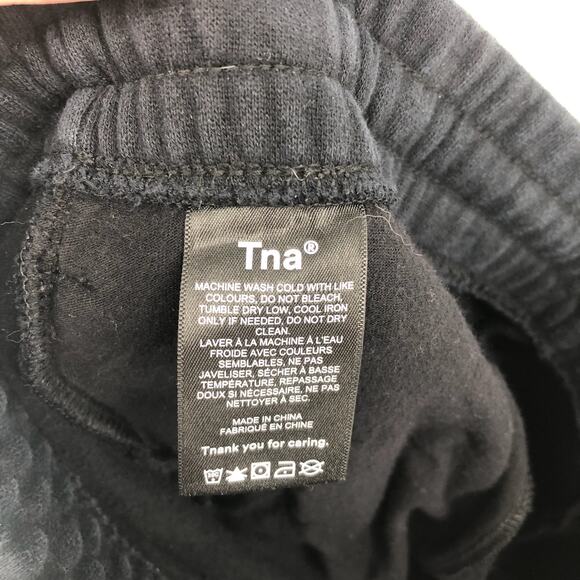 Tna®
MACHINE WASH COLD WITH LIKE
COLOURS, DO NOT BLEACH,
TUMBLE DRY LOW, COOL IRON
ONLY IF NEEDED, DO NOT DRY
CLEAN.
LAVER À LA MACHINE À L'EAU
FROIDE AVEC COULEURS
SEMBLABLES, NE PAS
JAVELISER, SÉCHER À BASSE
TEMPÉRATURE, REPASSAGE
DOUX SI NÉCESSAIRE, NE PAS
NETTOYER À SEC.
MADE IN CHINA
FABRIQUÉ EN CHINE
Tnank you for caring.